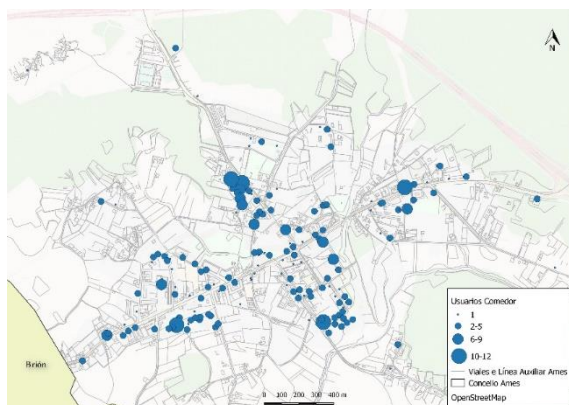 N
Usuarios Comedor
1
2-5
6-9
10-12
Viales e Línea Auxiliar Ames
Concello Ames
OpenStreetMap
Brión
0 100 200 300 400 m